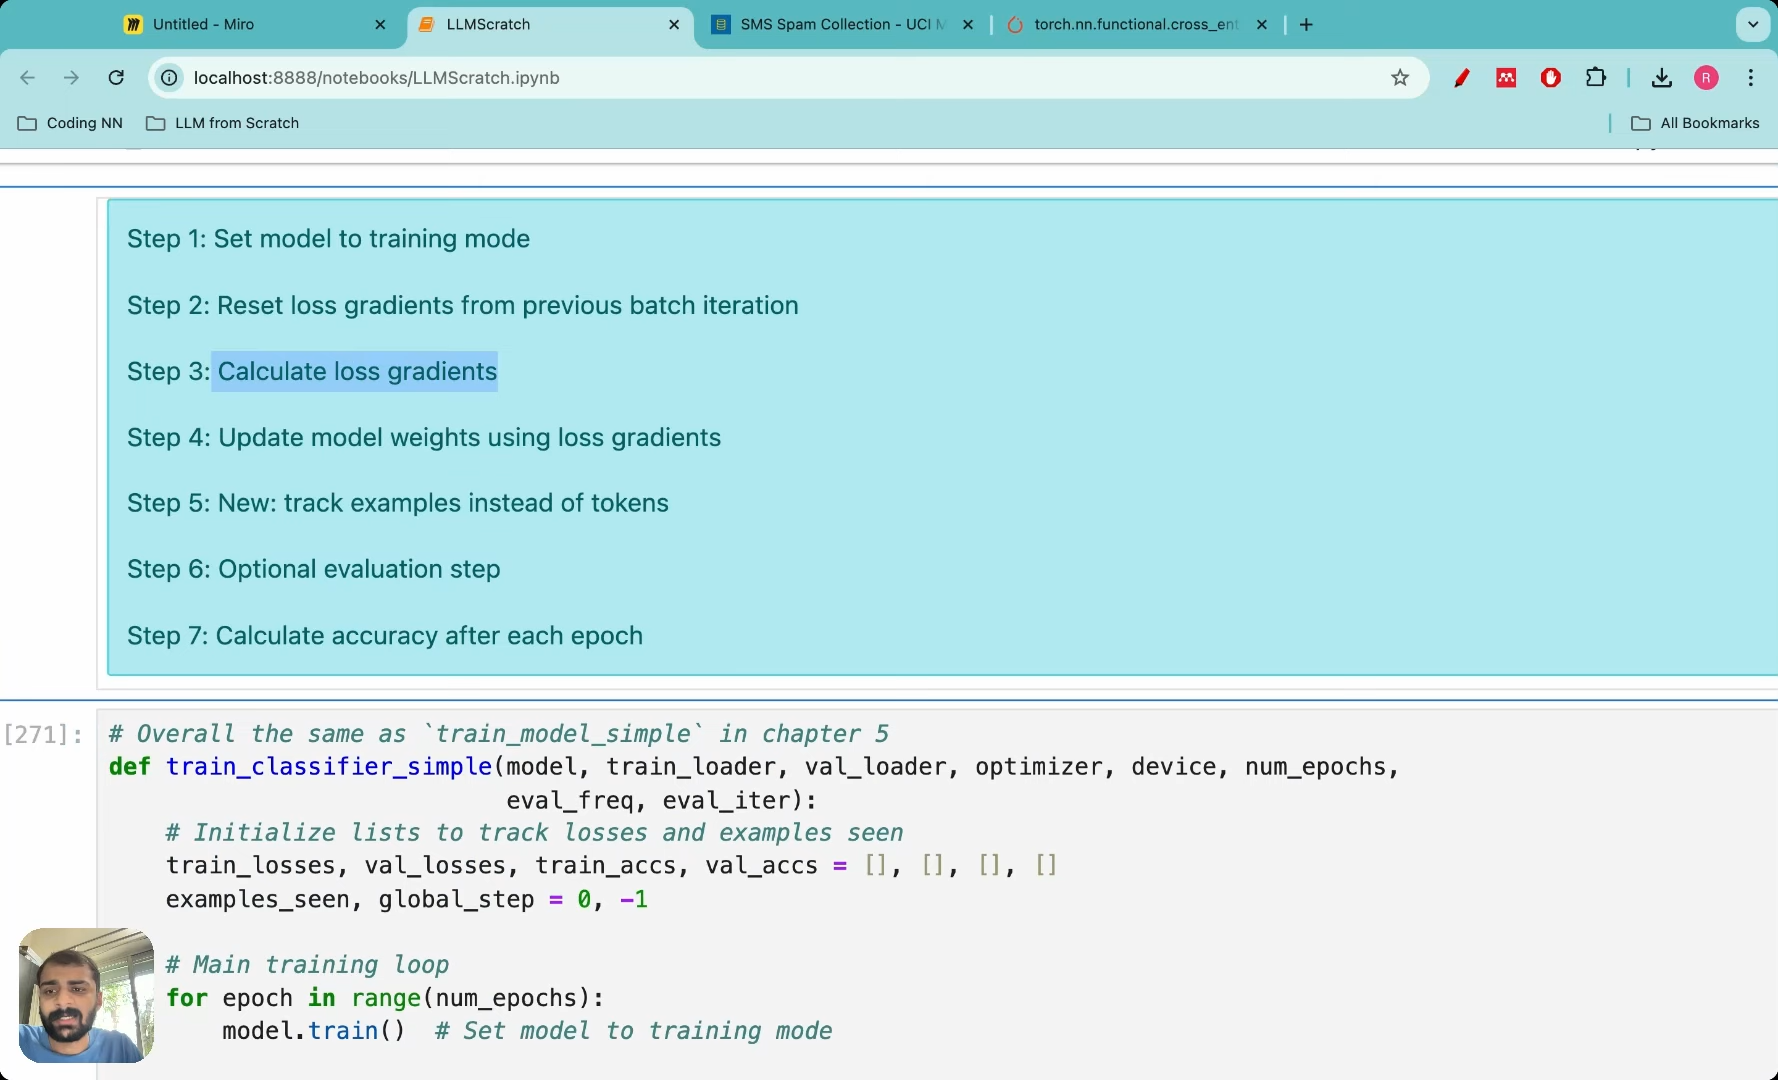 Untitled - Miro
LLMScratch
SMS Spam Collection - UCI M
torch.nn.functional.cross_ent
localhost:8888/notebooks/LLMScratch.ipynb
R
Coding NN
LLM from Scratch
All Bookmarks
Step 1: Set model to training mode
Step 2: Reset loss gradients from previous batch iteration
Step 3: Calculate loss gradients
Step 4: Update model weights using loss gradients
Step 5: New: track examples instead of tokens
Step 6: Optional evaluation step
Step 7: Calculate accuracy after each epoch
[271]:
# Overall the same as `train_model_simple` in chapter 5
def train_classifier_simple(model, train_loader, val_loader, optimizer, device, num_epochs,
eval_freq, eval_iter):
# Initialize lists to track losses and examples seen
train_losses, val_losses, train_accs, val_accs = [], [], [], []
examples_seen, global_step = 0, -1
# Main training loop
for epoch in range(num_epochs):
model.train()  # Set model to training mode